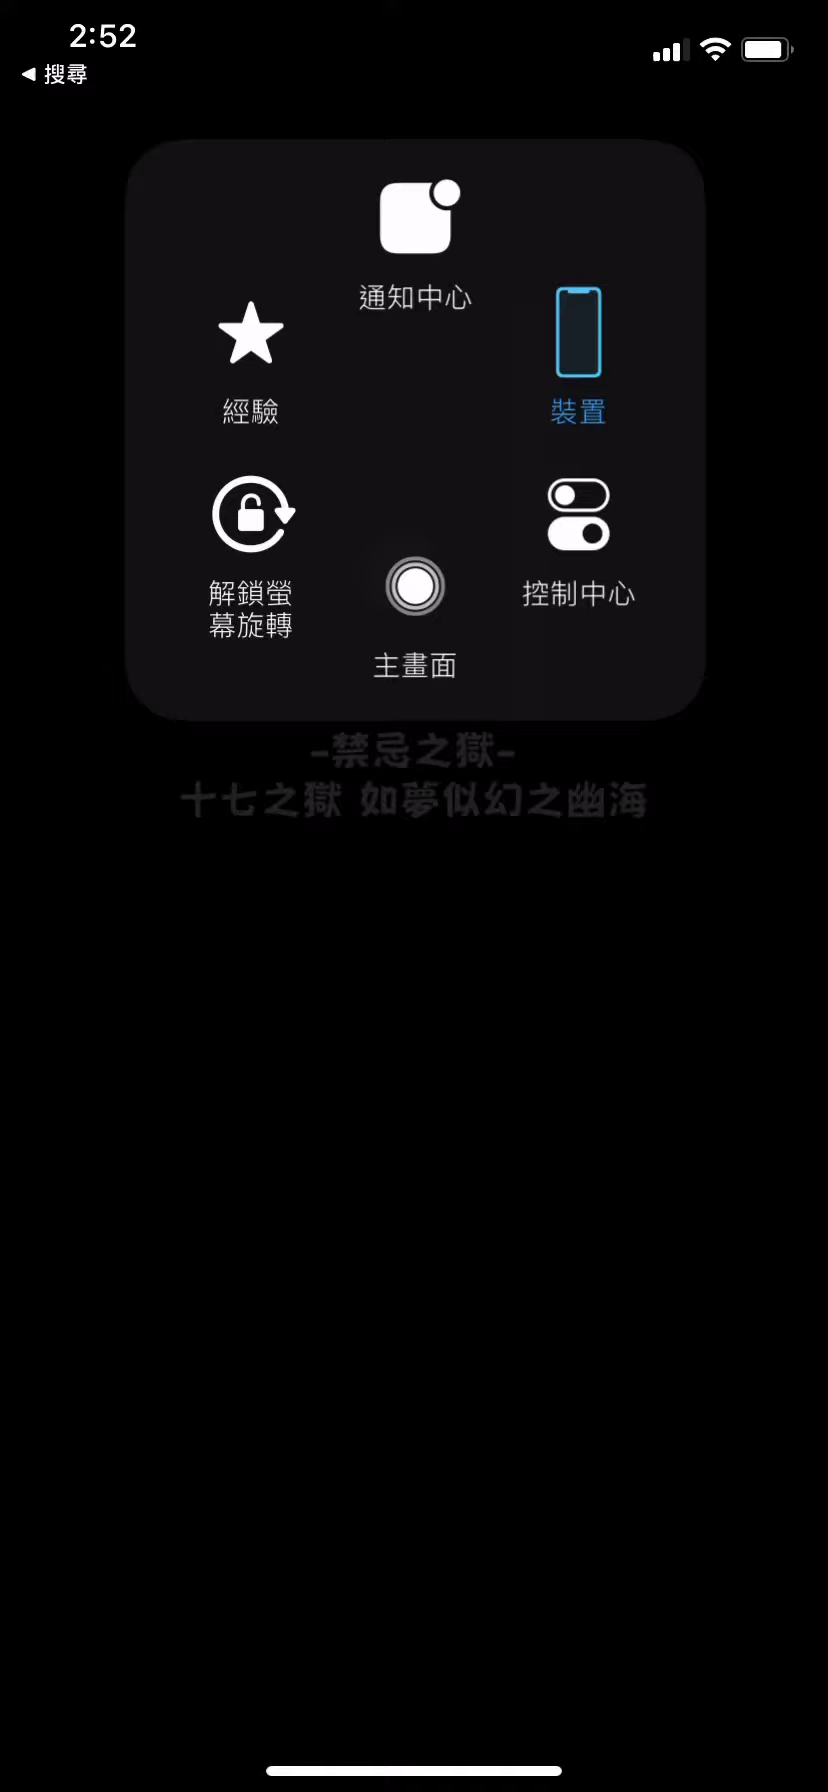 2:52
◀ 搜尋
通知中心
經驗
裝置
解鎖螢
幕旋轉
控制中心
主畫面
-禁忌之獄-
十七之獄 如夢似幻之幽海